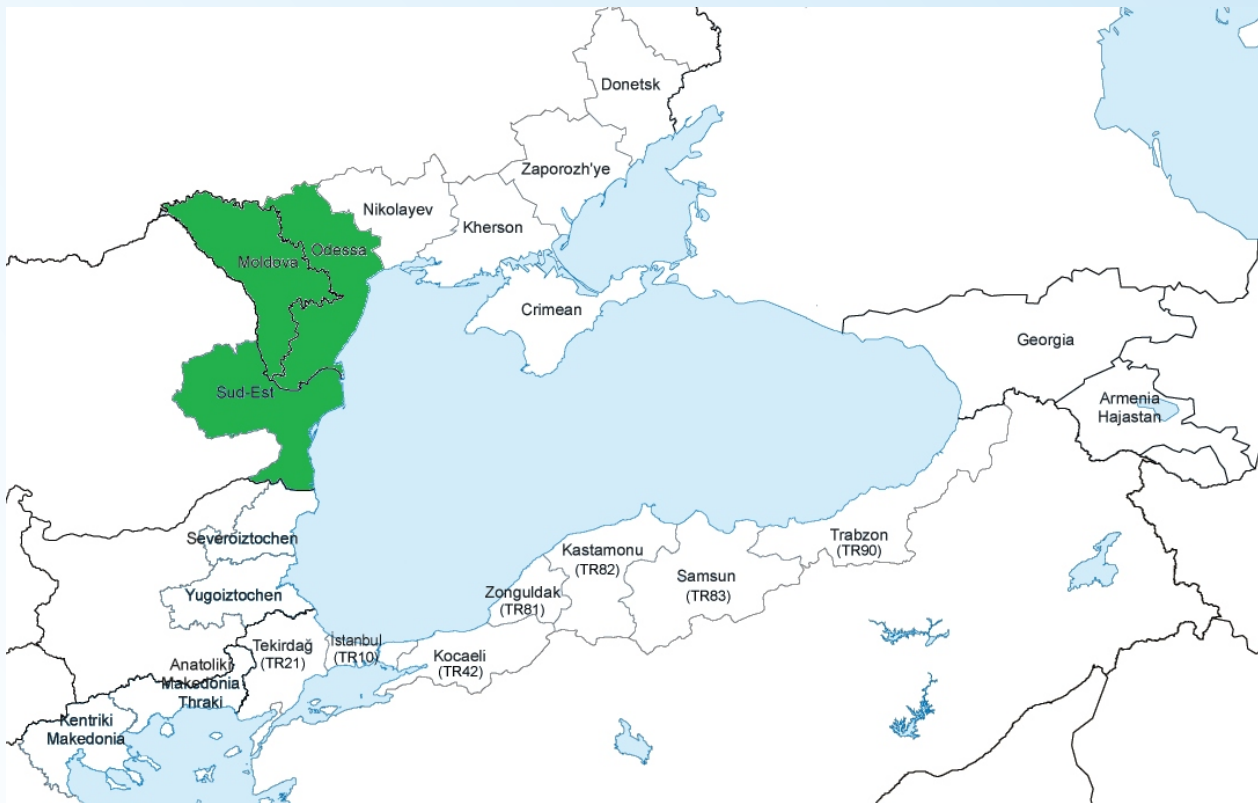 Donetsk
Zaporozh'ye
Nikolayev
Kherson
Odessa
Moldova
Crimean
Georgia
Sud-Est
Armenia
Hajastan
Severoiztochen
Trabzon
(TR90)
Kastamonu
(TR82)
Samsun
(TR83)
Zonguldak
(TR81)
Yugoiztochen
İstanbul
(TR10)
Tekirdağ
(TR21)
Kocaeli
(TR42)
Anatoliki
Makedonia
Thraki
Kentriki
Makedonia